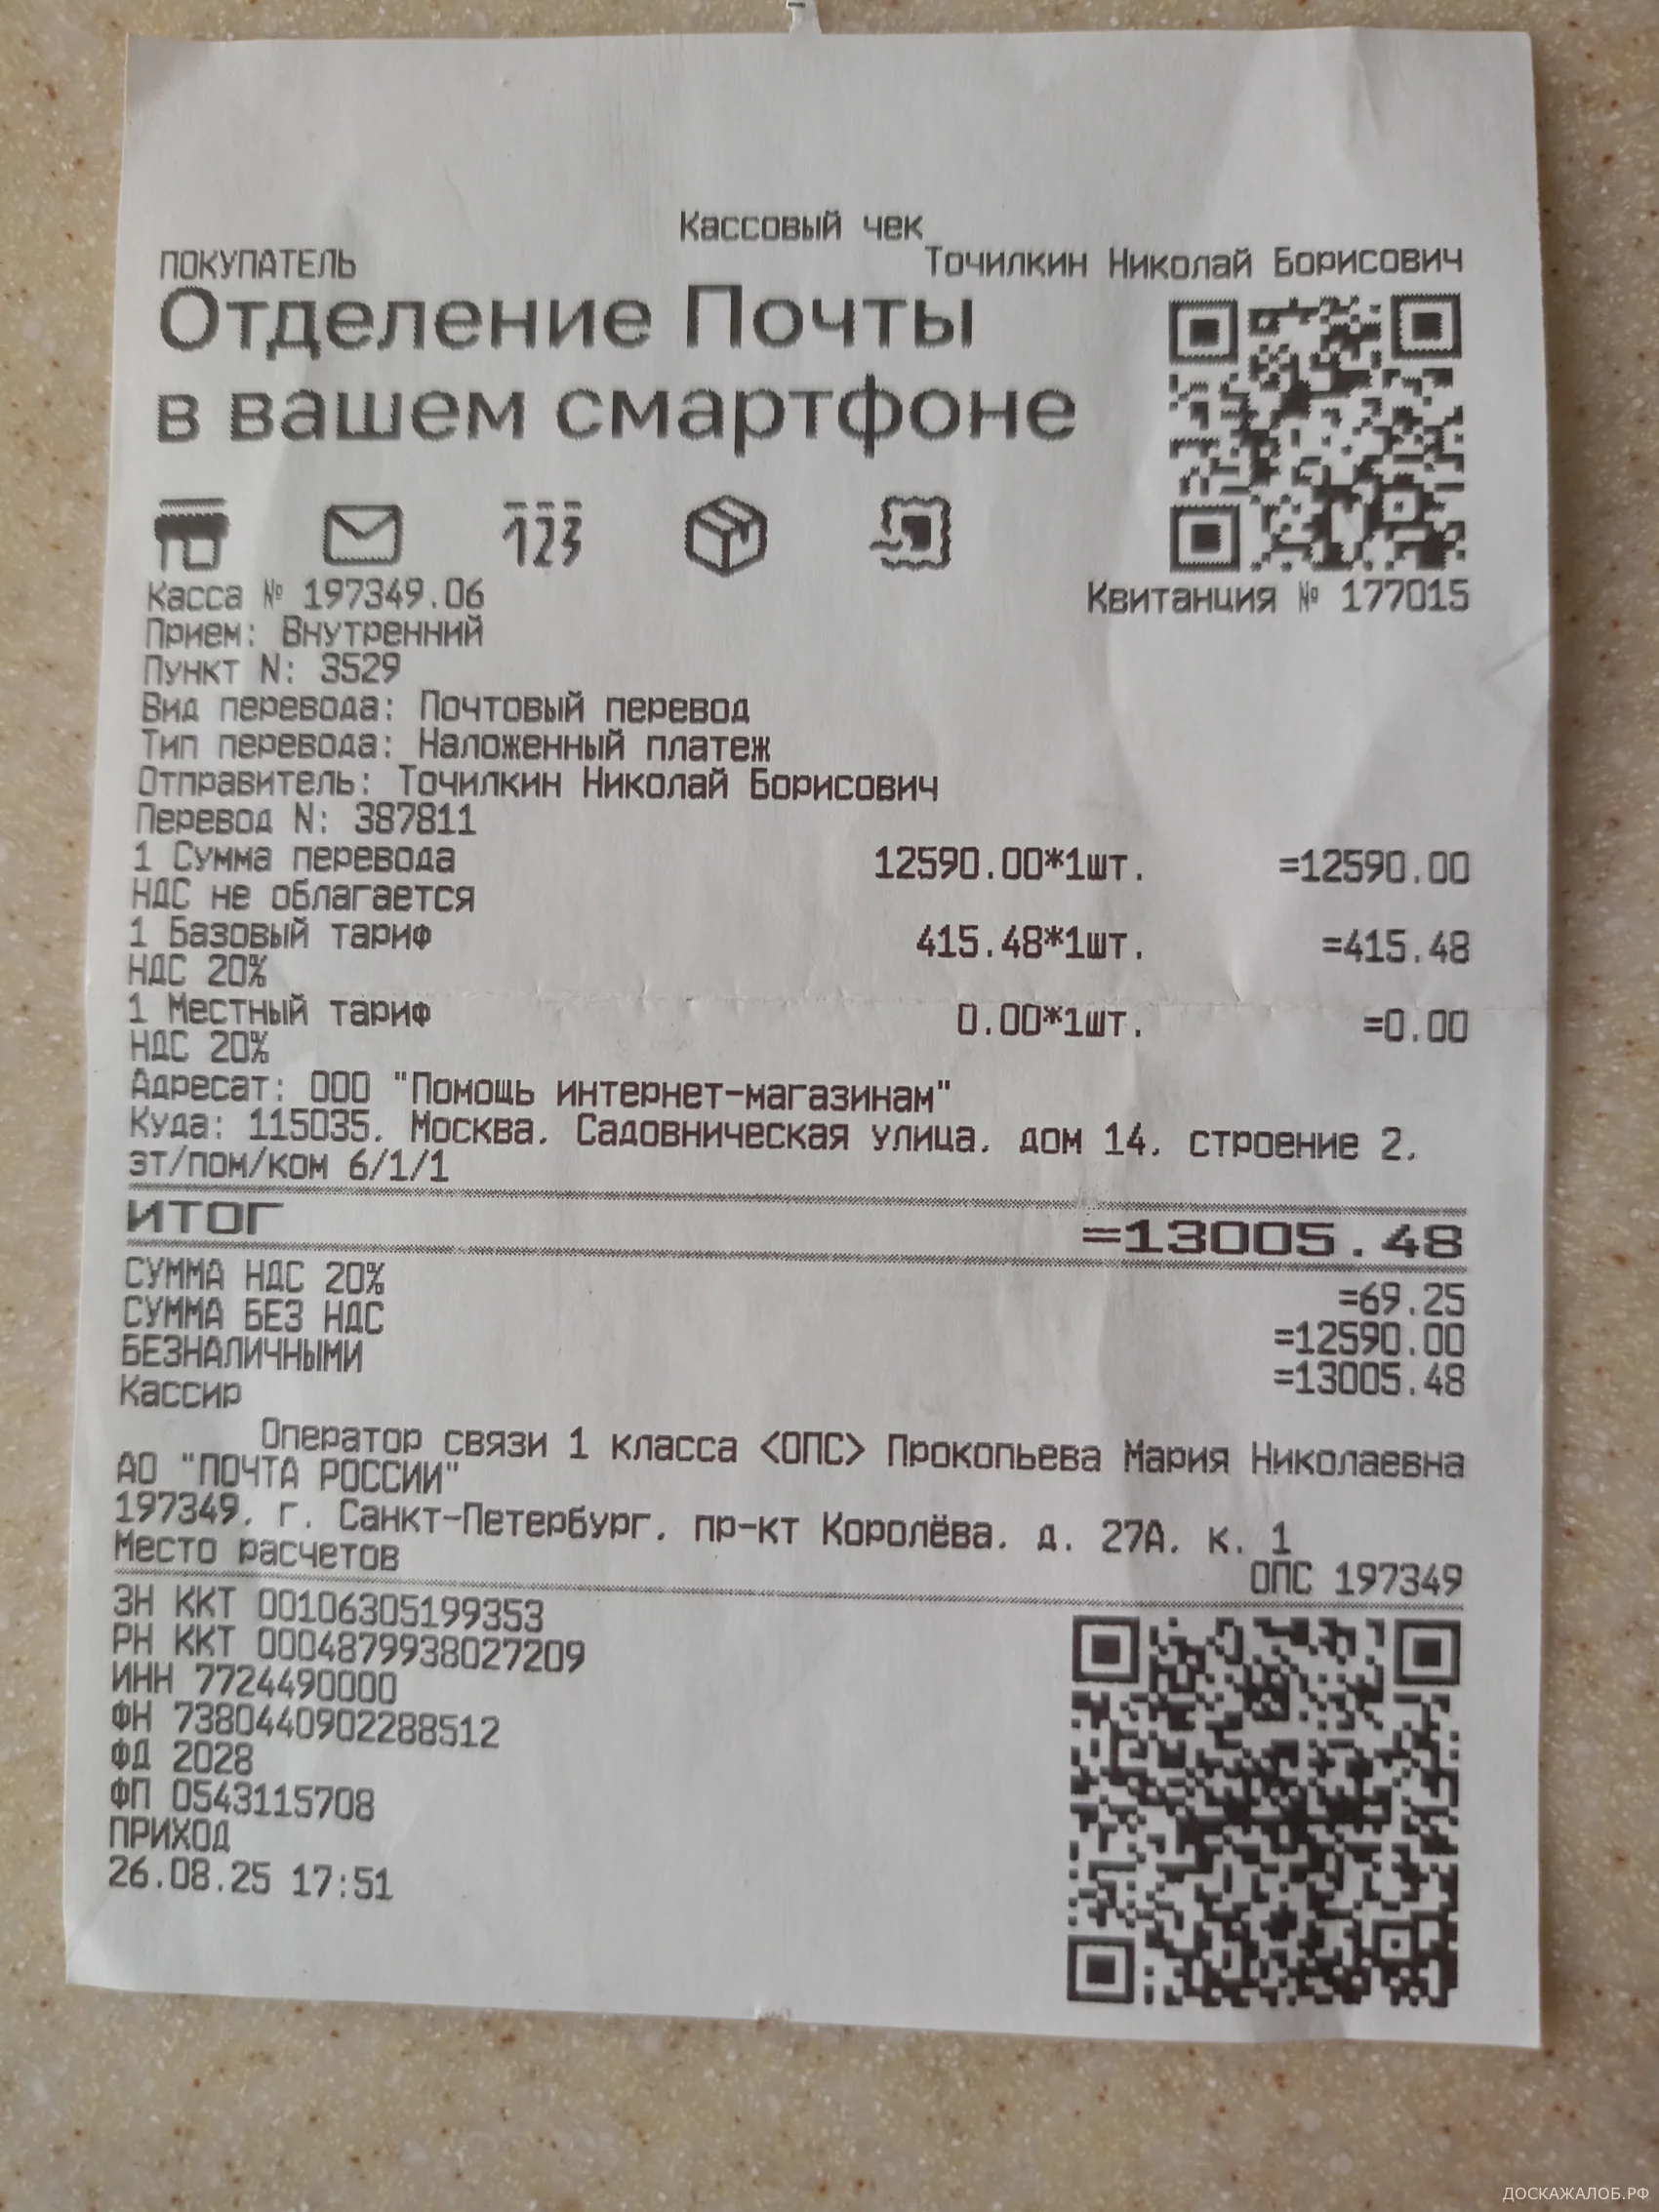 Кассовый чек
ПОКУПАТЕЛЬ Точилкин Николай Борисович
Отделение Почты
в вашем смартфоне
123
Касса № 197349.06 Квитанция № 177015
Прием: Внутренний
Пункт N: 3529
Вид перевода: Почтовый перевод
Тип перевода: Наложенный платеж
Отправитель: Точилкин Николай Борисович
Перевод N: 387811
1 Сумма перевода 12590.00*1шт. =12590.00
НДС не облагается
1 Базовый тариф 415.48*1шт. =415.48
НДС 20%
1 Местный тариф 0.00*1шт. =0.00
НДС 20%
Адресат: ООО "Помощь интернет-магазинам"
Куда: 115035, Москва, Садовническая улица, дом 14, строение 2,
эт/пом/ком 6/1/1
ИТОГ =13005.48
СУММА НДС 20% =69.25
СУММА БЕЗ НДС =12590.00
БЕЗНАЛИЧНЫМИ =13005.48
Кассир
Оператор связи 1 класса <ОПС> Прокопьева Мария Николаевна
АО "ПОЧТА РОССИИ"
197349, г. Санкт-Петербург, пр-кт Королёва, д. 27А, к. 1
Место расчетов ОПС 197349
ЗН ККТ 00106305199353
РН ККТ 0004879938027209
ИНН 7724490000
ФН 7380440902288512
ФД 2028
ФП 0543115708
ПРИХОД
26.08.25 17:51
ДОСКАЖАЛОБ.РФ